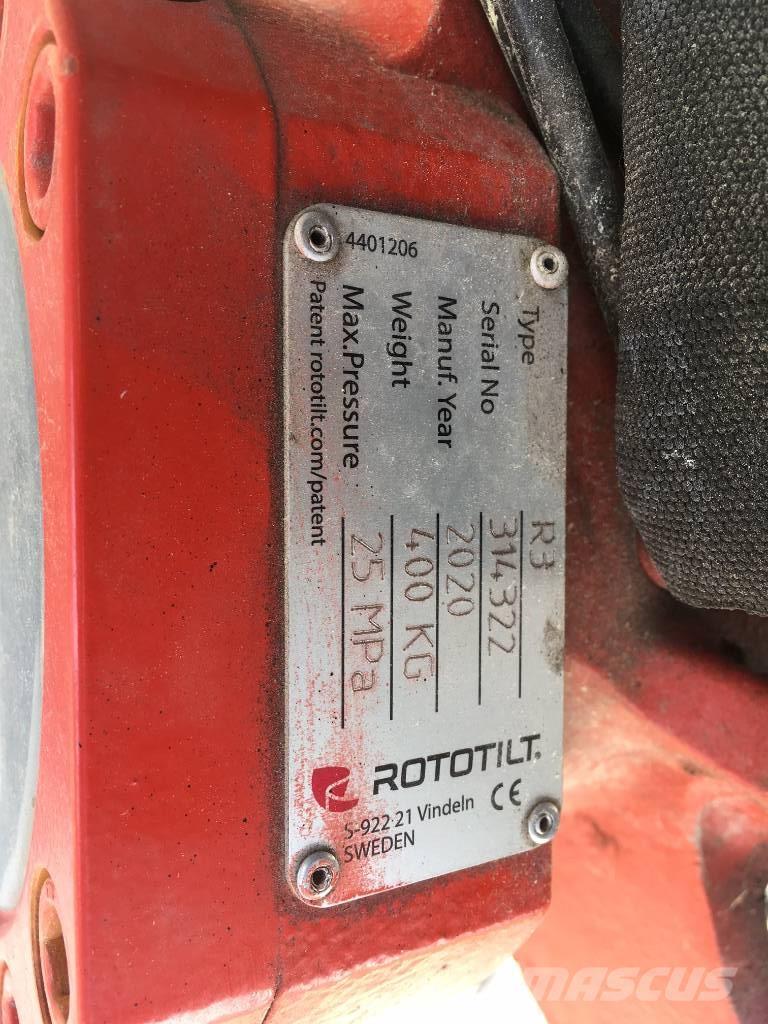 4401206
Type R3
Serial No 314322
Manuf. Year 2020
Weight 400 KG
Max.Pressure 25 MPa
Patent rototilt.com/patent
ROTOTILT.
S-922 21 Vindeln
SWEDEN
CE
MASCUS